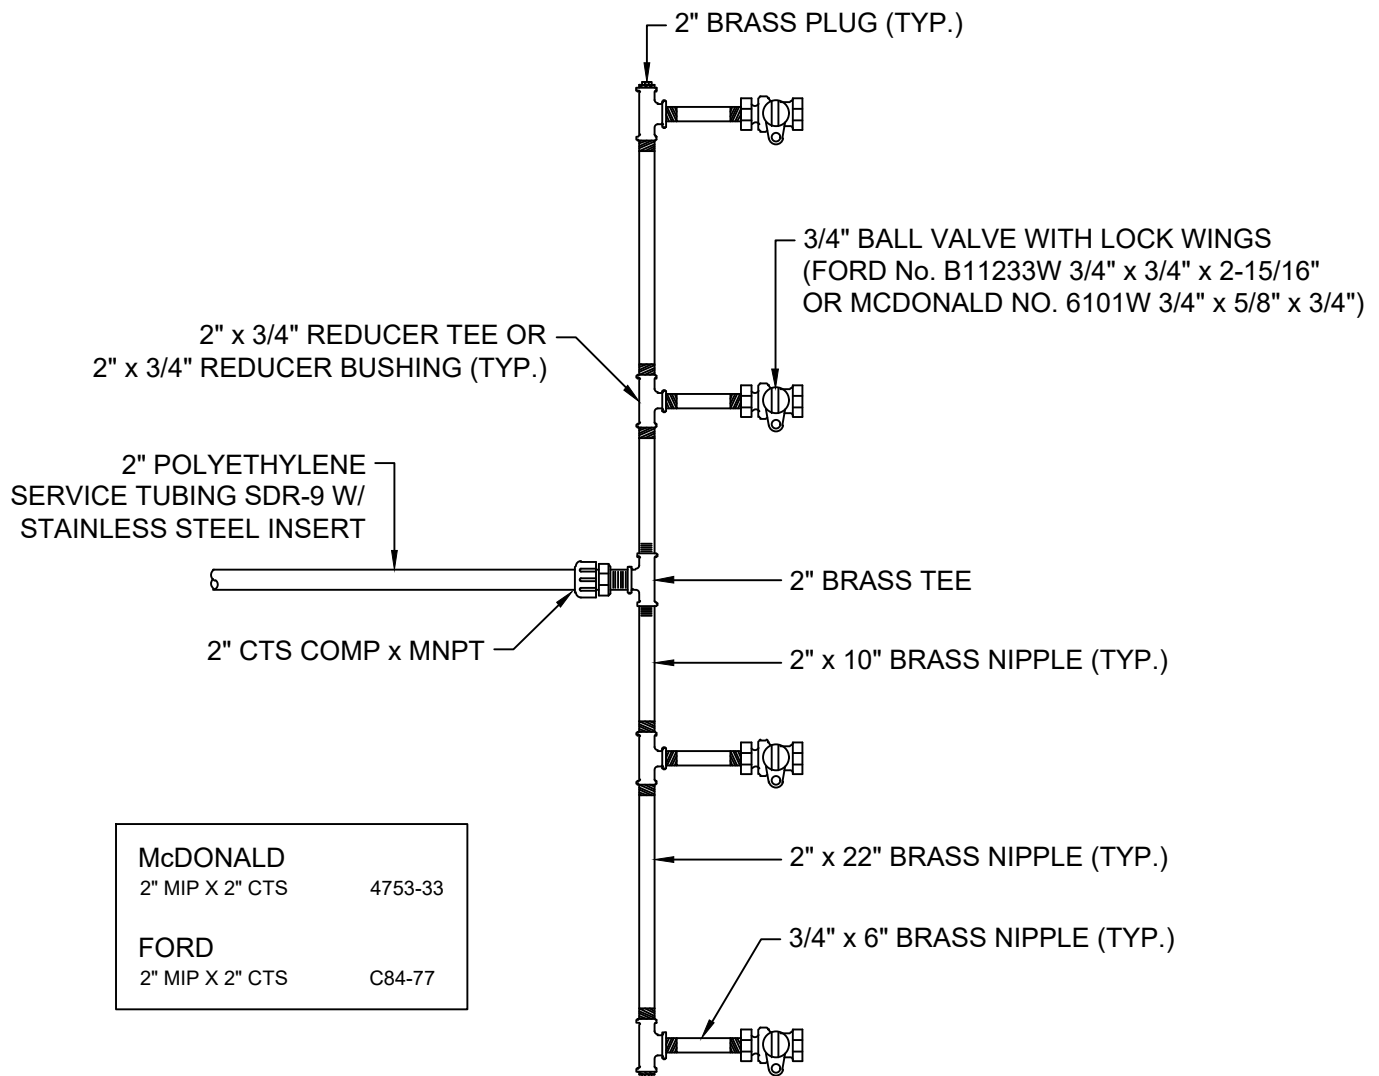 2" BRASS PLUG (TYP.)
3/4" BALL VALVE WITH LOCK WINGS
(FORD No. B11233W 3/4" x 3/4" x 2-15/16"
OR MCDONALD NO. 6101W 3/4" x 5/8" x 3/4")
2" x 3/4" REDUCER TEE OR
2" x 3/4" REDUCER BUSHING (TYP.)
2" POLYETHYLENE
SERVICE TUBING SDR-9 W/
STAINLESS STEEL INSERT
2" BRASS TEE
2" CTS COMP x MNPT
2" x 10" BRASS NIPPLE (TYP.)
2" x 22" BRASS NIPPLE (TYP.)
3/4" x 6" BRASS NIPPLE (TYP.)
McDONALD
2" MIP X 2" CTS 4753-33
FORD
2" MIP X 2" CTS C84-77